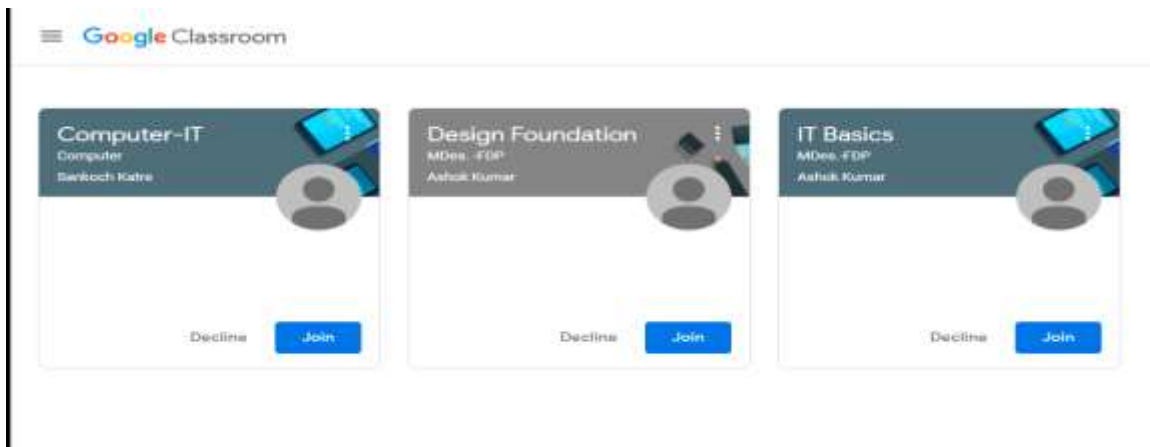 Google Classroom
Computer-IT
Computer
Sankoch Katre
Decline
Join
Design Foundation
MDes. -FDP
Ashok Kumar
Decline
Join
IT Basics
MDes. -FDP
Ashok Kumar
Decline
Join